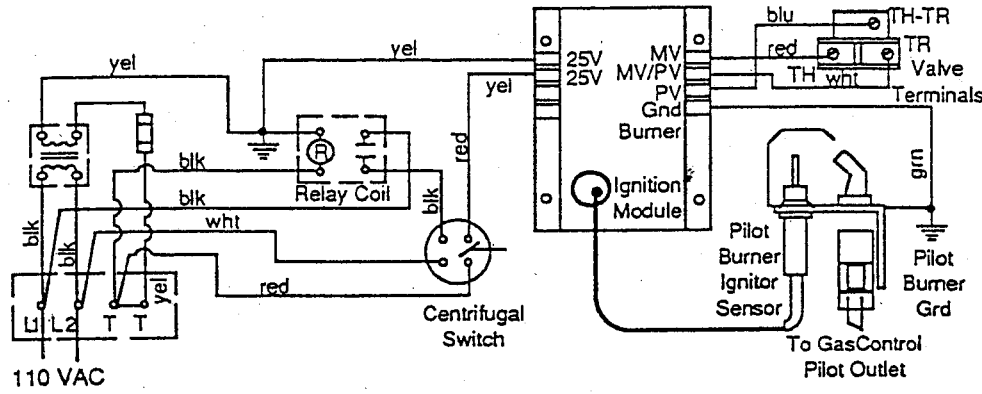 blu
TH-TR
yel
25V
25V
MV
MV/PV
PV
Gnd
Burner
red
TR
TH
wht
Valve
Terminals
yel
yel
red
R
blk
Relay Coil
blk
wht
blk
grn
Ignition
Module
blk
blk
yel
red
L1 L2 T T
Centrifugal
Switch
Pilot
Burner
Ignitor
Sensor
Pilot
Burner
Grd
To GasControl
Pilot Outlet
110 VAC